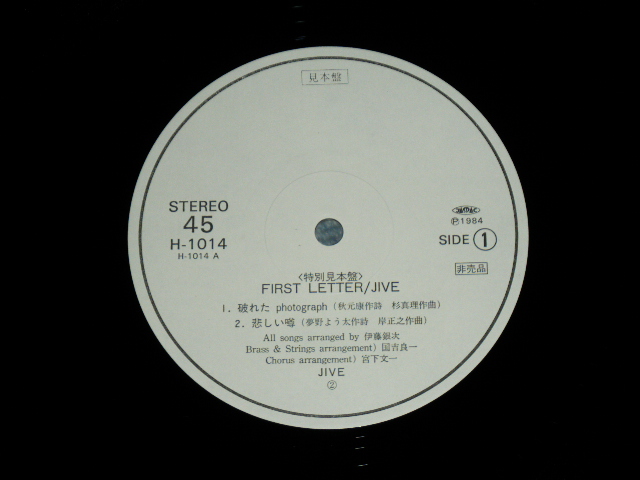 見本盤
STEREO
45
H-1014
H-1014 A
Ⓟ1984
SIDE 1
非売品
〈特別見本盤〉
FIRST LETTER/JIVE
1. 破れた photograph (秋元康作詩 杉真理作曲)
2. 悲しい噂 (夢野よう太作詩 岸正之作曲)
All songs arranged by 伊藤銀次
Brass & Strings arrangement) 国吉良一
Chorus arrangement) 宮下文一
JIVE
②